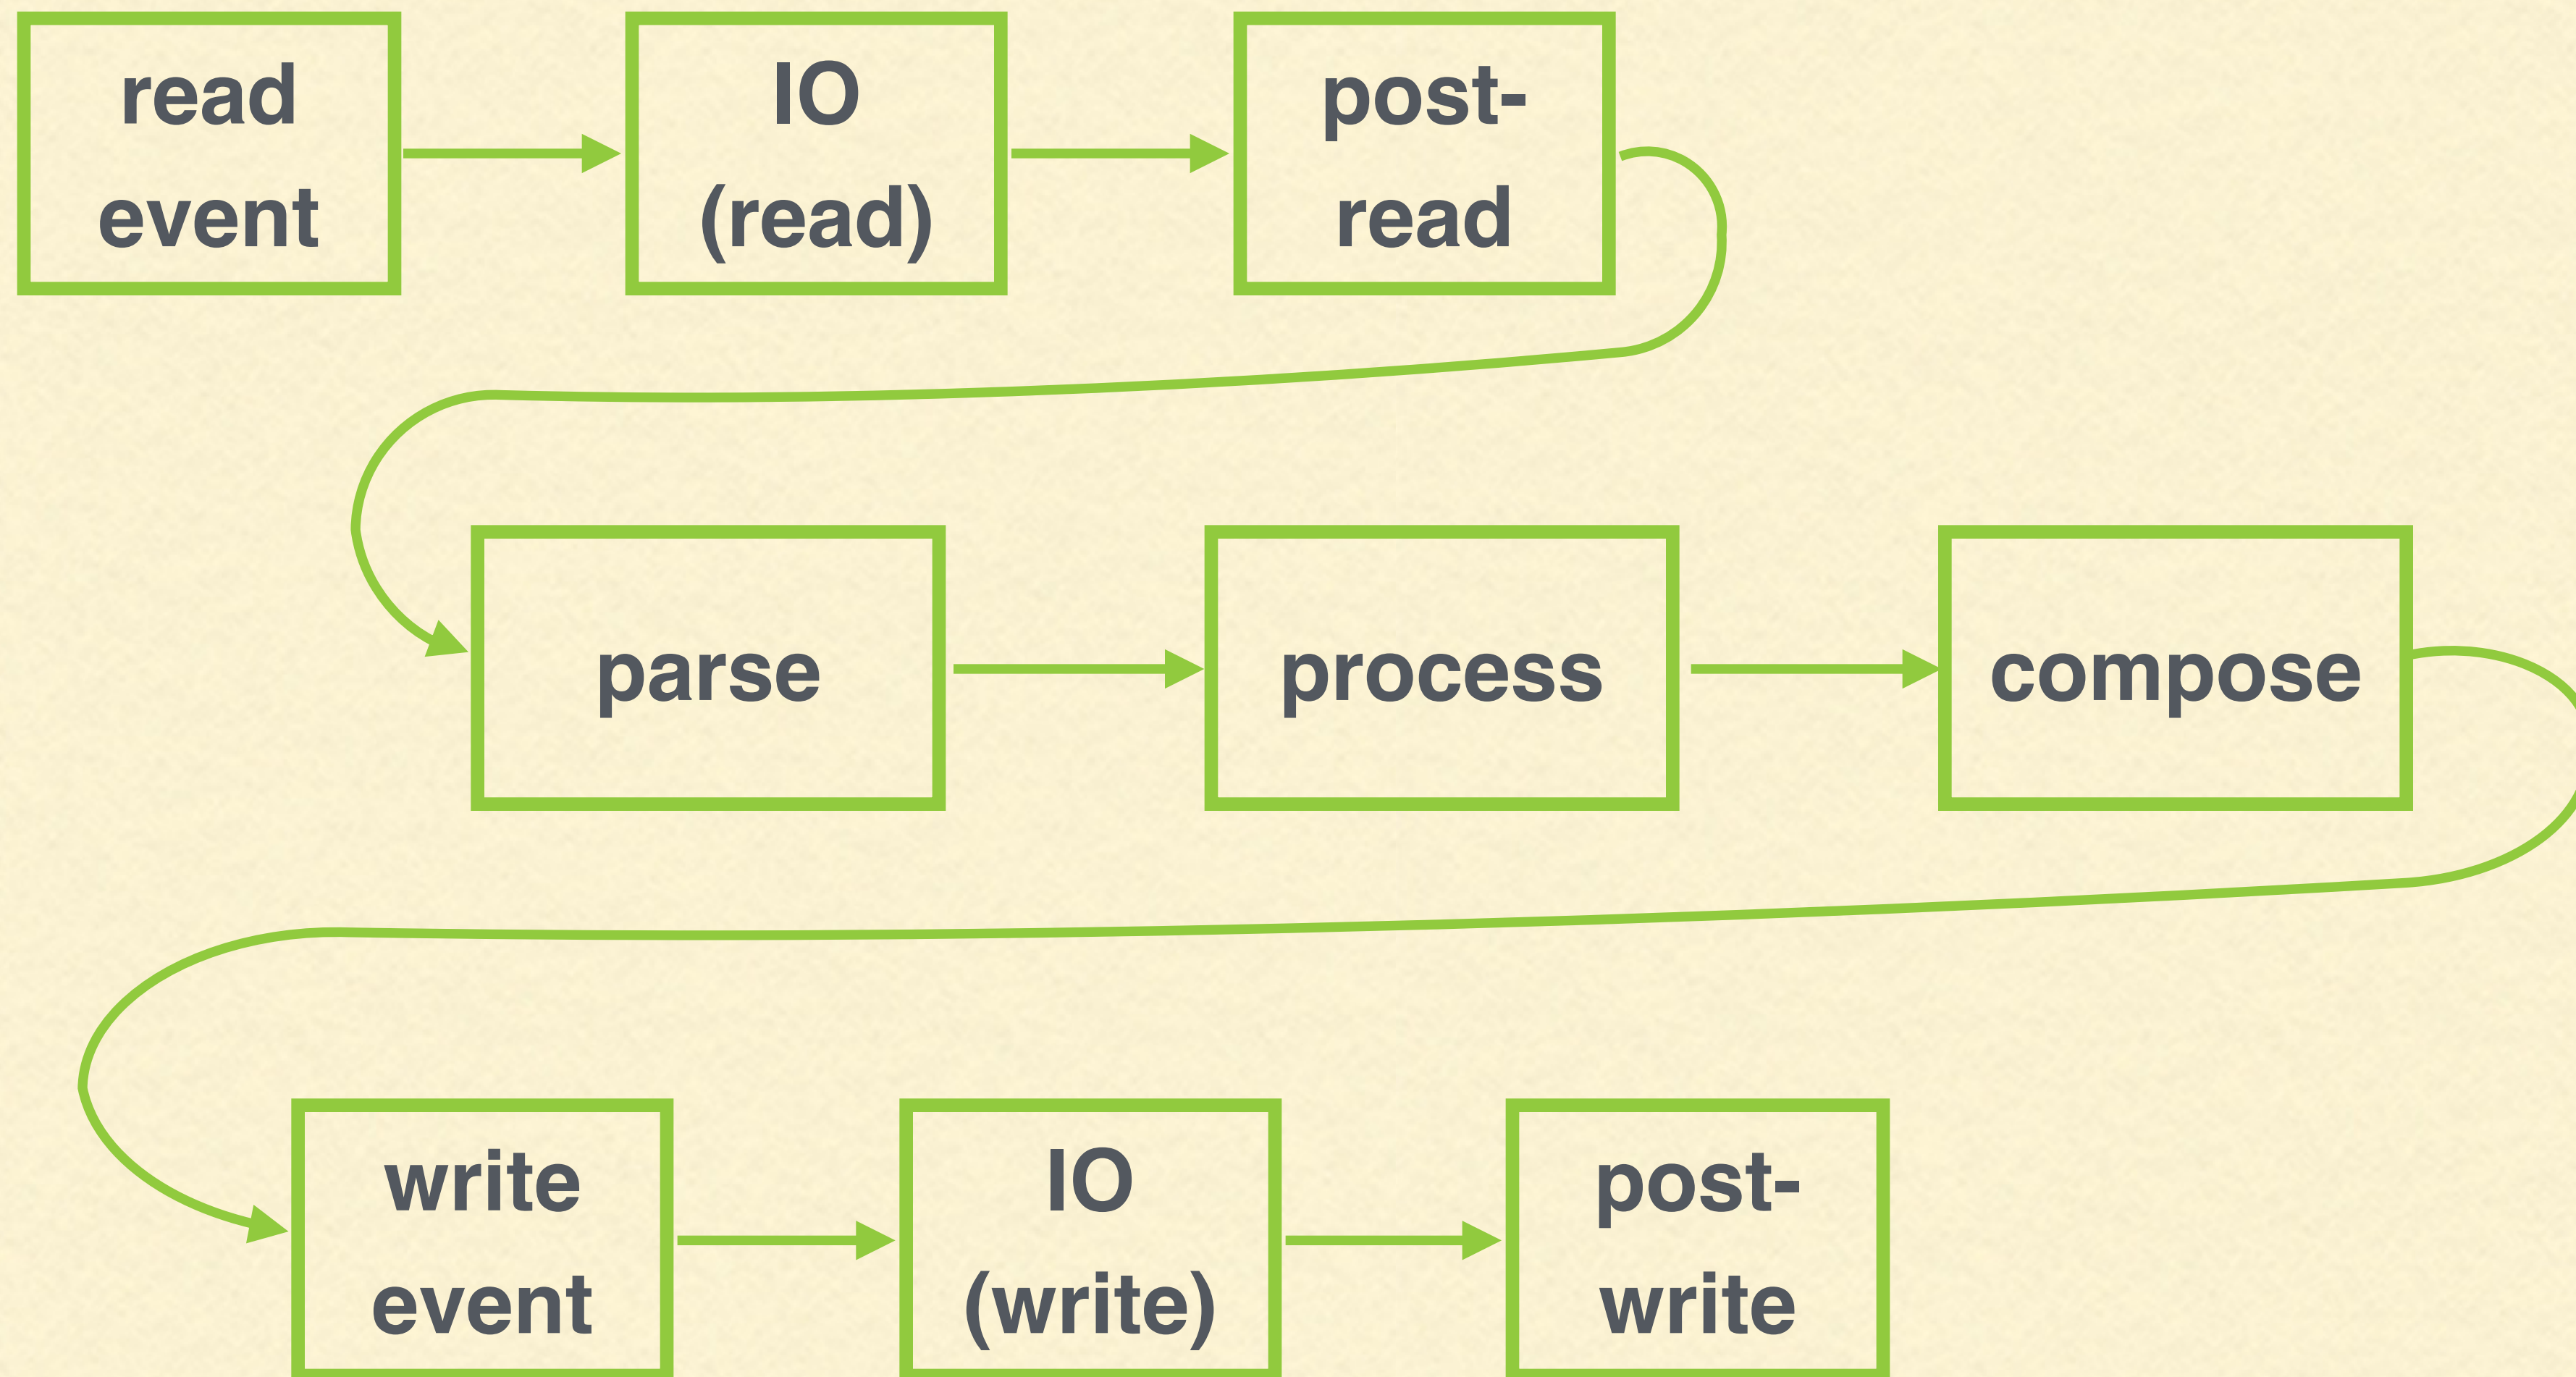 read
event
IO
(read)
post-
read
parse
process
compose
write
event
IO
(write)
post-
write